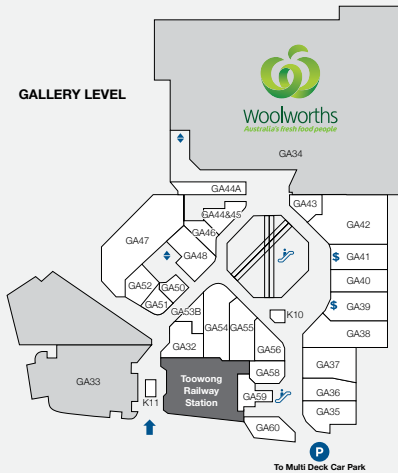 GALLERY LEVEL
Woolworths
Australia's fresh food people
GA34
GA44A
GA43
GA44&45
GA42
GA46
GA47
GA48
GA41
$
GA52
GA50
GA40
GA51
GA39
$
GA53B
K10
GA54
GA55
GA38
GA32
GA56
GA37
GA58
GA33
Toowong
Railway
Station
GA36
GA59
K11
GA35
GA60
P
To Multi Deck Car Park